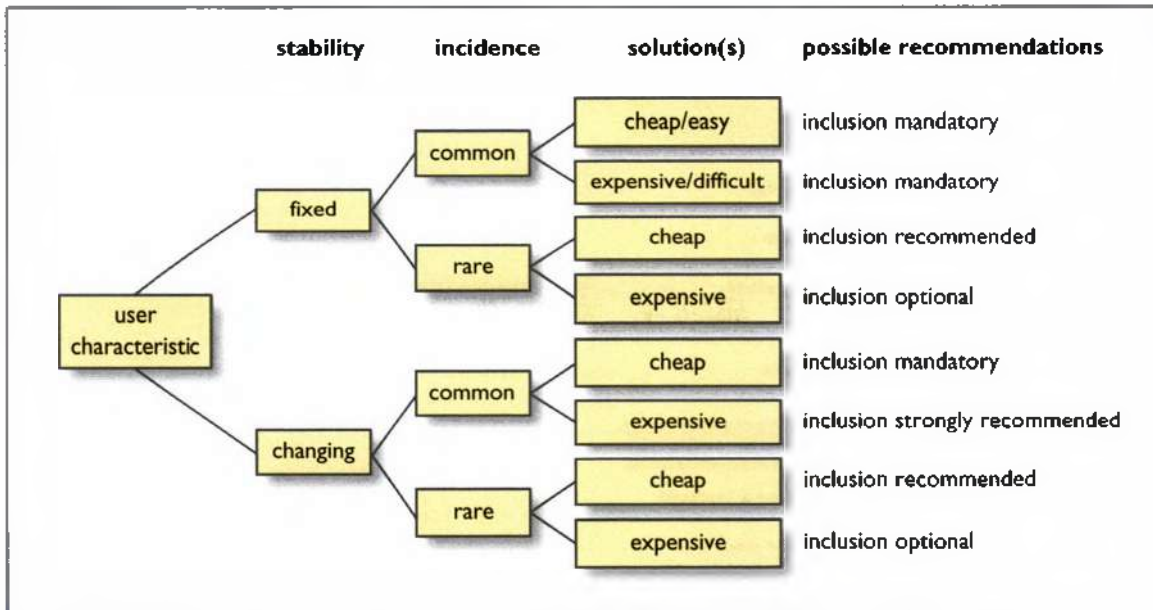 stability incidence solution(s) possible recommendations
cheap/easy inclusion mandatory
common
expensive/difficult inclusion mandatory
fixed
cheap inclusion recommended
rare
expensive inclusion optional
user
characteristic
cheap inclusion mandatory
common
expensive inclusion strongly recommended
changing
cheap inclusion recommended
rare
expensive inclusion optional